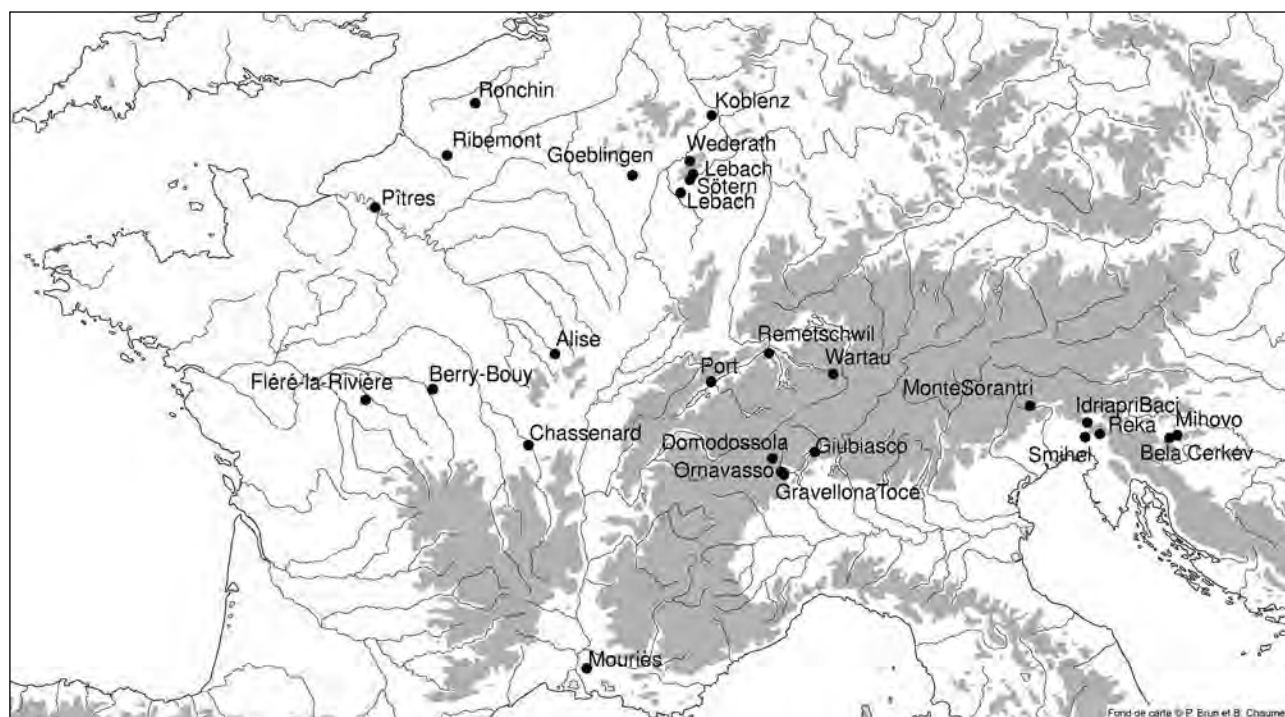 Ronchin
Koblenz
Ribemont
Wederath
Goeblingen
Lebach
Sötern
Lebach
Pîtres
Alise
Remetschwil
Port
Wartau
Fléré-la-Rivière
Berry-Bouy
MonteSorantri
IdriapriBaci
Mihovo
Reka
Chassenard
Domodossola
Giubiasco
Smihel
Bela Cerkev
Ornavasso
GravellonaToce
Mouriès
Fond de carte © P. Brun et B. Chaume